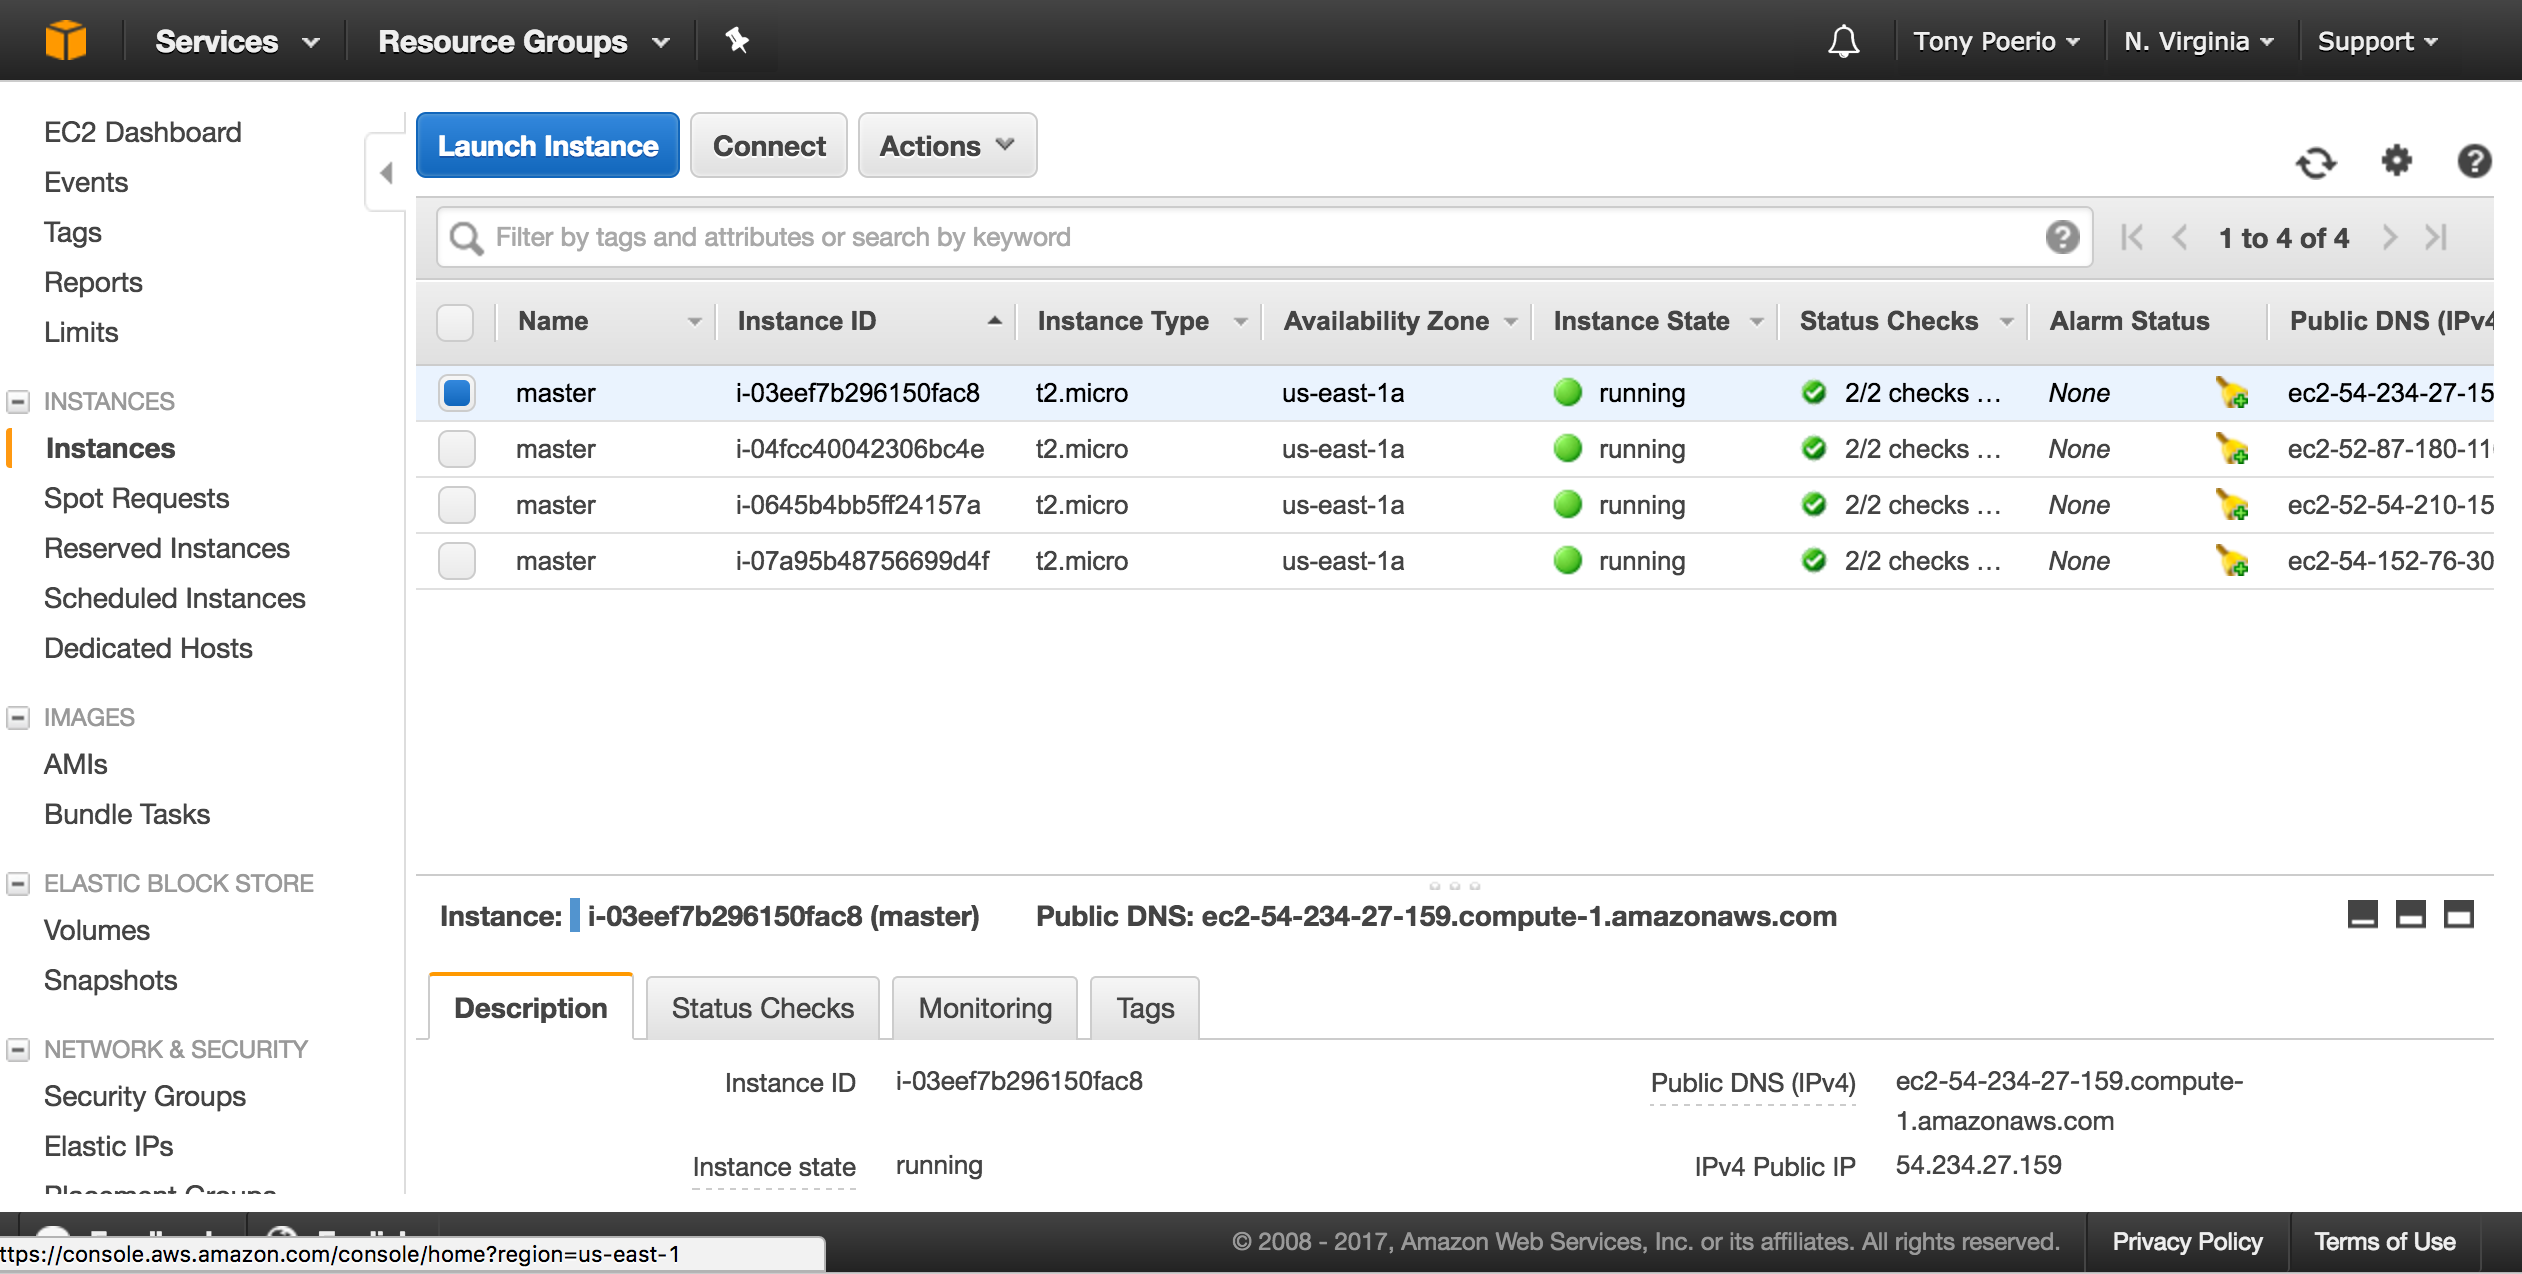 Services
Resource Groups
Tony Poerio
N. Virginia
Support
EC2 Dashboard
Events
Tags
Reports
Limits
INSTANCES
Instances
Spot Requests
Reserved Instances
Scheduled Instances
Dedicated Hosts
IMAGES
AMIs
Bundle Tasks
ELASTIC BLOCK STORE
Volumes
Snapshots
NETWORK & SECURITY
Security Groups
Elastic IPs
Placement Groups
Launch Instance Connect Actions
Filter by tags and attributes or search by keyword
1 to 4 of 4
Name Instance ID Instance Type Availability Zone Instance State Status Checks Alarm Status Public DNS (IPv4
master i-03eef7b296150fac8 t2.micro us-east-1a running 2/2 checks … None ec2-54-234-27-15
master i-04fcc40042306bc4e t2.micro us-east-1a running 2/2 checks … None ec2-52-87-180-11
master i-0645b4bb5ff24157a t2.micro us-east-1a running 2/2 checks … None ec2-52-54-210-15
master i-07a95b48756699d4f t2.micro us-east-1a running 2/2 checks … None ec2-54-152-76-30
Instance: i-03eef7b296150fac8 (master) Public DNS: ec2-54-234-27-159.compute-1.amazonaws.com
Description Status Checks Monitoring Tags
Instance ID i-03eef7b296150fac8
Public DNS (IPv4) ec2-54-234-27-159.compute-
1.amazonaws.com
Instance state running
IPv4 Public IP 54.234.27.159
ttps://console.aws.amazon.com/console/home?region=us-east-1
© 2008 - 2017, Amazon Web Services, Inc. or its affiliates. All rights reserved.
Privacy Policy
Terms of Use